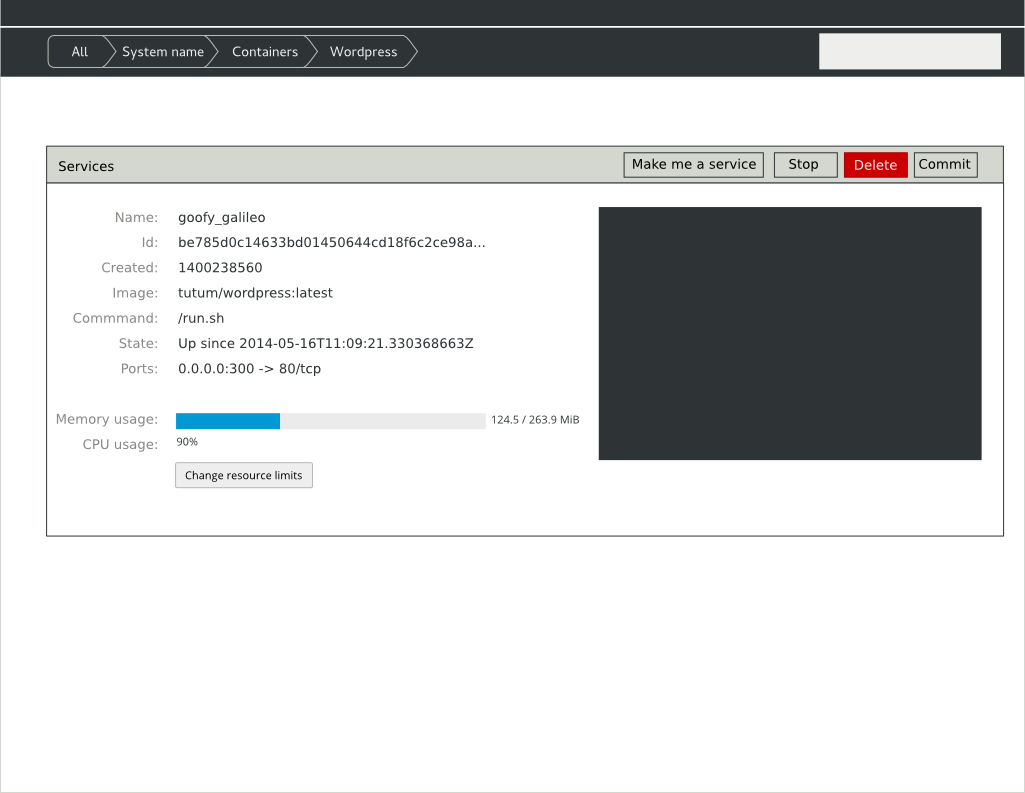 All System name Containers Wordpress
Services Make me a service Stop Delete Commit
Name: goofy_galileo
Id: be785d0c14633bd01450644cd18f6c2ce98a...
Created: 1400238560
Image: tutum/wordpress:latest
Commmand: /run.sh
State: Up since 2014-05-16T11:09:21.330368663Z
Ports: 0.0.0.0:300 -> 80/tcp
Memory usage: 124.5 / 263.9 MiB
CPU usage: 90%
Change resource limits